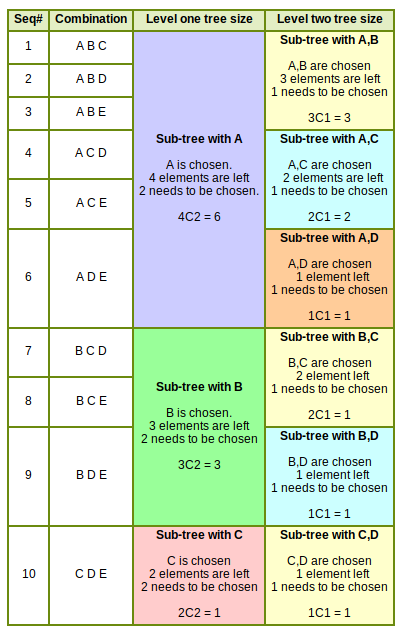 Seq# Combination Level one tree size Level two tree size
1 A B C
2 A B D
3 A B E
4 A C D
5 A C E
6 A D E
7 B C D
8 B C E
9 B D E
10 C D E
Sub-tree with A
A is chosen.
4 elements are left
2 needs to be chosen.
4C2 = 6
Sub-tree with B
B is chosen.
3 elements are left
2 needs to be chosen
3C2 = 3
Sub-tree with C
C is chosen
2 elements are left
2 needs to be chosen
2C2 = 1
Sub-tree with A,B
A,B are chosen
3 elements are left
1 needs to be chosen
3C1 = 3
Sub-tree with A,C
A,C are chosen
2 elements are left
1 needs to be chosen
2C1 = 2
Sub-tree with A,D
A,D are chosen
1 element left
1 needs to be chosen
1C1 = 1
Sub-tree with B,C
B,C are chosen
2 element left
1 needs to be chosen
2C1 = 1
Sub-tree with B,D
B,D are chosen
1 element left
1 needs to be chosen
1C1 = 1
Sub-tree with C,D
C,D are chosen
1 element left
1 needs to be chosen
1C1 = 1